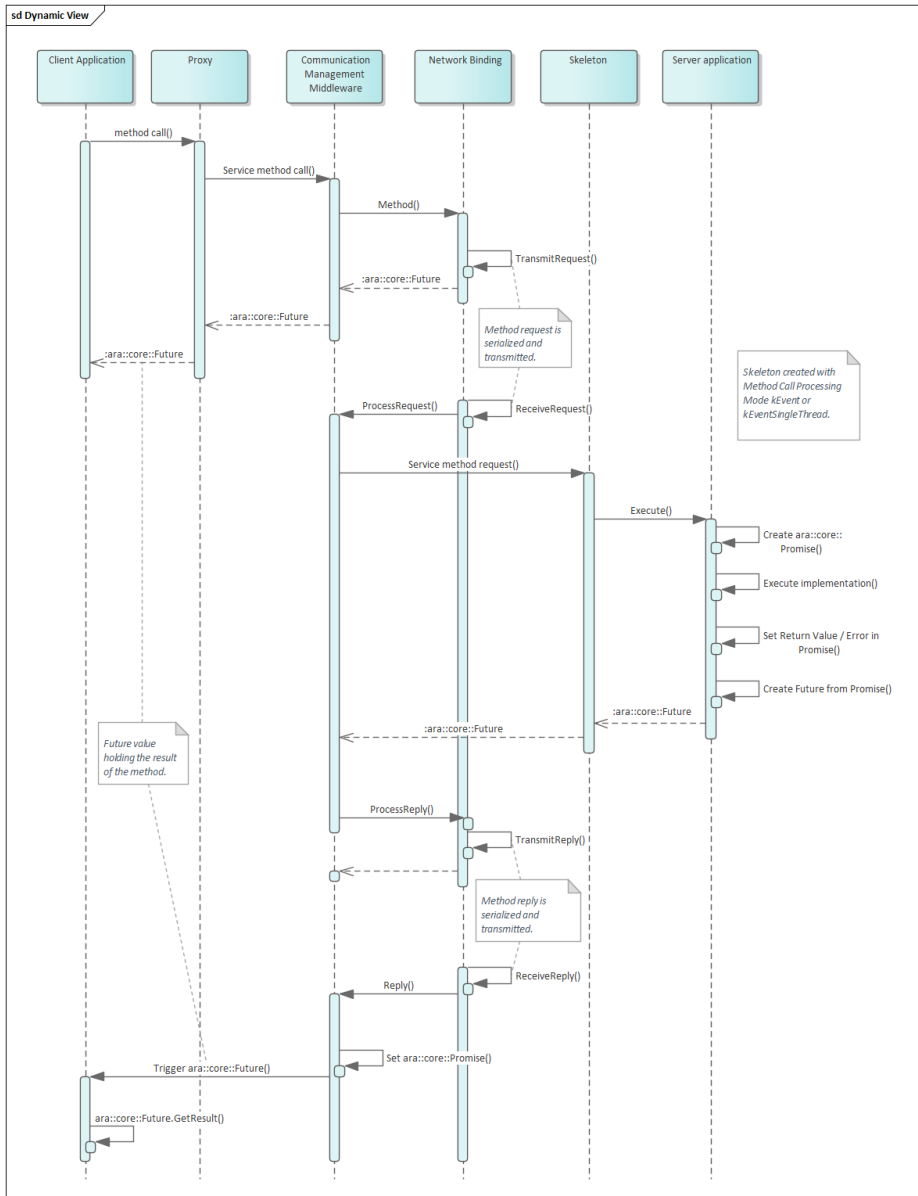 sd Dynamic View
Client Application
Proxy
Communication
Management
Middleware
Network Binding
Skeleton
Server application
method call()
Service method call()
Method()
TransmitRequest()
:ara::core::Future
:ara::core::Future
:ara::core::Future
Method request is
serialized and
transmitted.
Skeleton created with
Method Call Processing
Mode kEvent or
kEventSingleThread.
ProcessRequest()
ReceiveRequest()
Service method request()
Execute()
Create ara::core::
Promise()
Execute implementation()
Set Return Value / Error in
Promise()
Create Future from Promise()
:ara::core::Future
:ara::core::Future
Future value
holding the result
of the method.
ProcessReply()
TransmitReply()
Method reply is
serialized and
transmitted.
ReceiveReply()
Reply()
Set ara::core::Promise()
Trigger ara::core::Future()
ara::core::Future.GetResult()